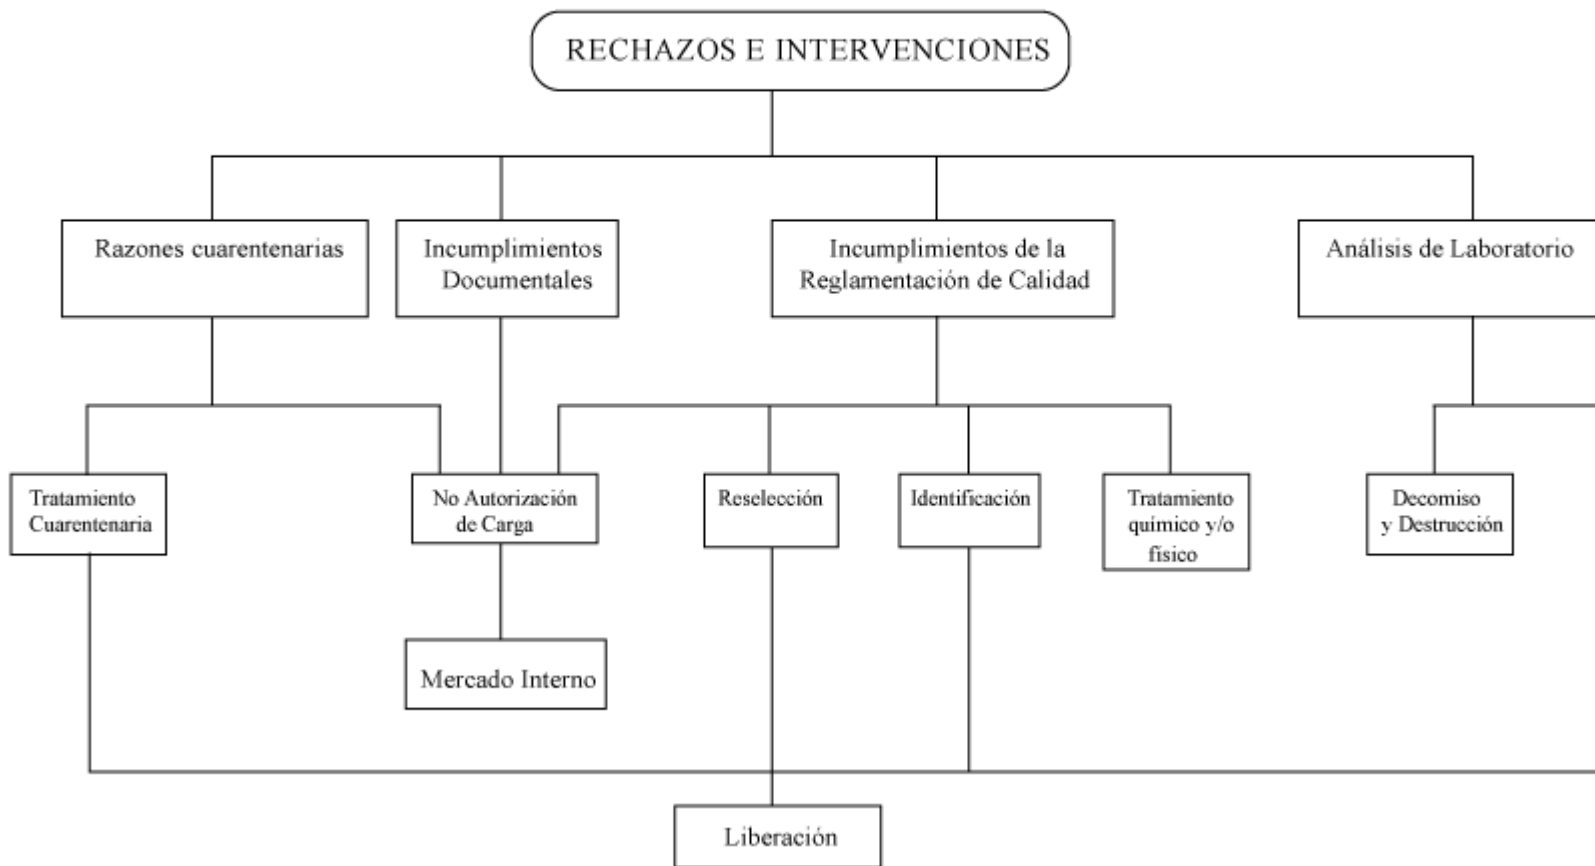 RECHAZOS E INTERVENCIONES
Razones cuarentenarias
Incumplimientos
Documentales
Incumplimientos de la
Reglamentación de Calidad
Análisis de Laboratorio
Tratamiento
Cuarentenaria
No Autorización
de Carga
Reselección
Identificación
Tratamiento
químico y/o
físico
Decomiso
y Destrucción
Mercado Interno
Liberación